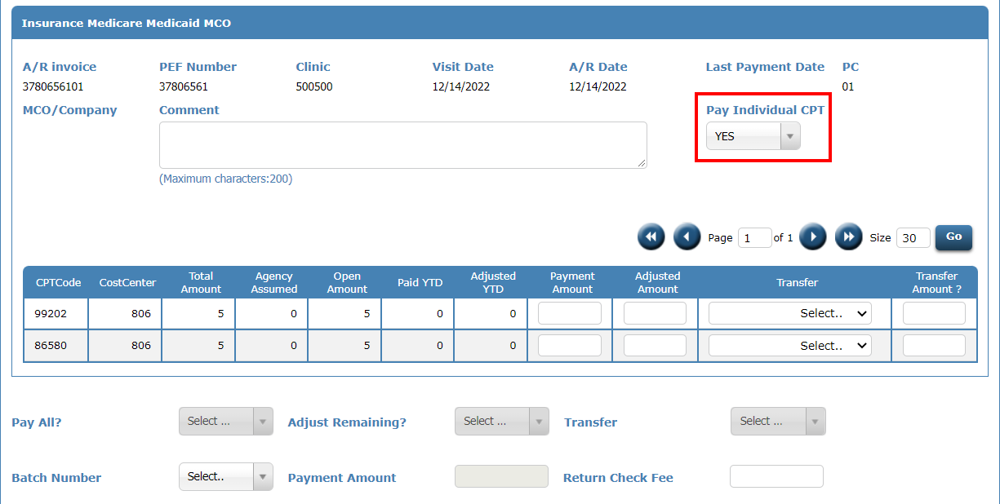 Insurance Medicare Medicaid MCO
A/R invoice PEF Number Clinic Visit Date A/R Date Last Payment Date PC
3780656101 37806561 500500 12/14/2022 12/14/2022 01
MCO/Company Comment Pay Individual CPT
YES
(Maximum characters:200)
Page 1 of 1 Size 30 Go
CPTCode CostCenter Total Amount Agency Assumed Open Amount Paid YTD Adjusted YTD Payment Amount Adjusted Amount Transfer Transfer Amount ?
99202 806 5 0 5 0 0 Select..
86580 806 5 0 5 0 0 Select..
Pay All? Select ... Adjust Remaining? Select ... Transfer Select ...
Batch Number Select.. Payment Amount Return Check Fee